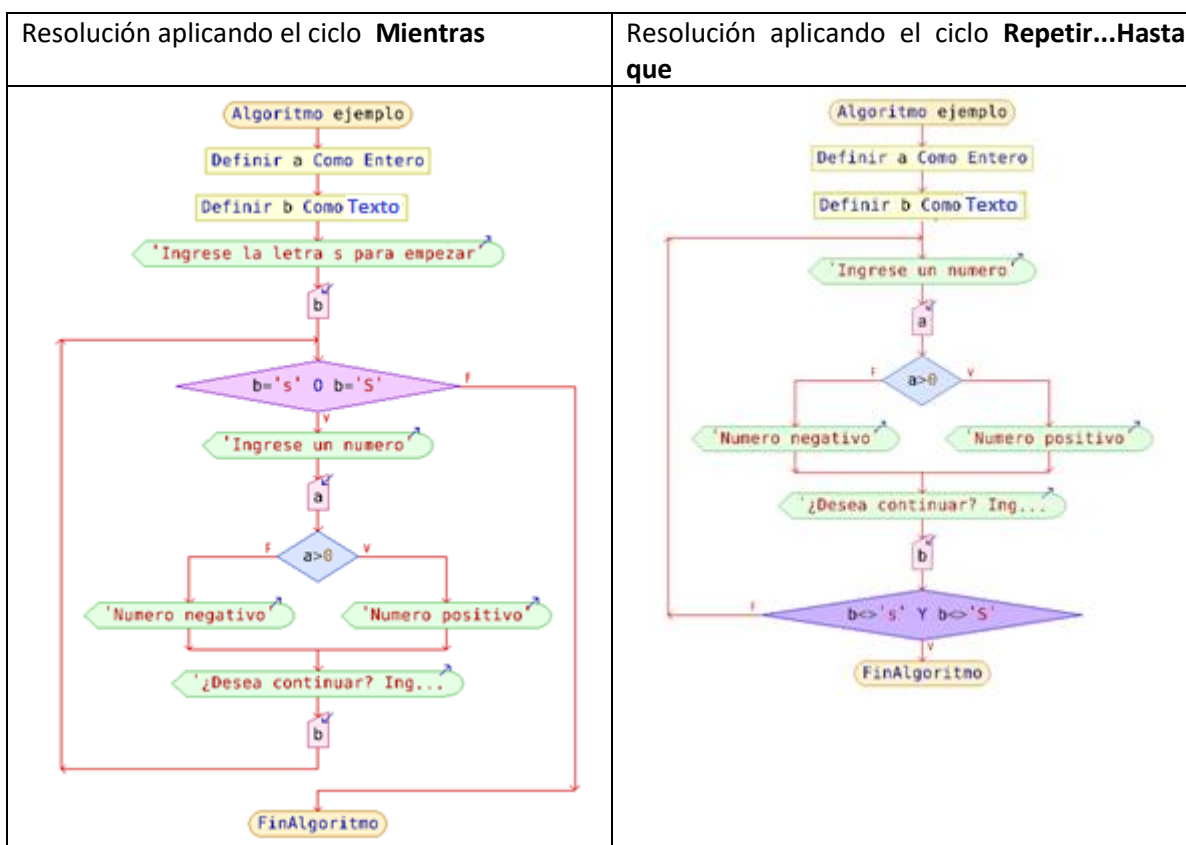 Resolución aplicando el ciclo Mientras
Algoritmo ejemplo
Definir a Como Entero
Definir b Como Texto
'Ingrese la letra s para empezar'
b
b='s' O b='S'
F
V
'Ingrese un numero'
a
a>0
F
V
'Numero negativo'
'Numero positivo'
'¿Desea continuar? Ing...
b
FinAlgoritmo
Resolución aplicando el ciclo Repetir...Hasta
que
Algoritmo ejemplo
Definir a Como Entero
Definir b Como Texto
'Ingrese un numero'
a
a>0
F
V
'Numero negativo'
'Numero positivo'
'¿Desea continuar? Ing...
b
b<>'s' Y b<>'S'
F
V
FinAlgoritmo